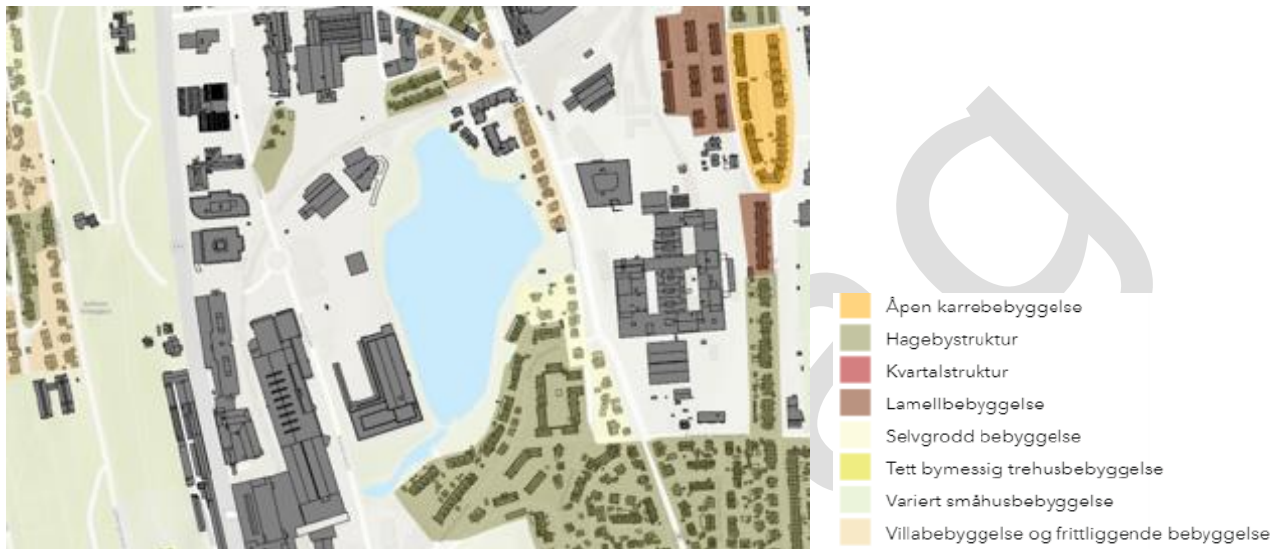 Åpen karrebebyggelse
Hagebystruktur
Kvartalstruktur
Lamellbebyggelse
Selvgrodd bebyggelse
Tett bymessig trehusbebyggelse
Variert småhusbebyggelse
Villabebyggelse og frittliggende bebyggelse